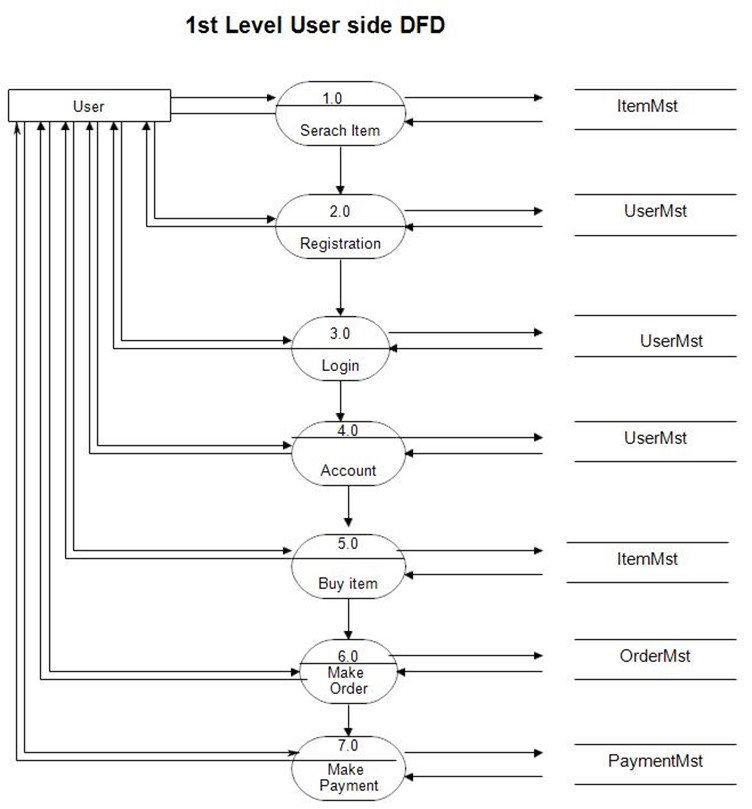 1st Level User side DFD
User
1.0
Serach Item
ItemMst
2.0
Registration
UserMst
3.0
Login
UserMst
4.0
Account
UserMst
5.0
Buy item
ItemMst
6.0
Make
Order
OrderMst
7.0
Make
Payment
PaymentMst